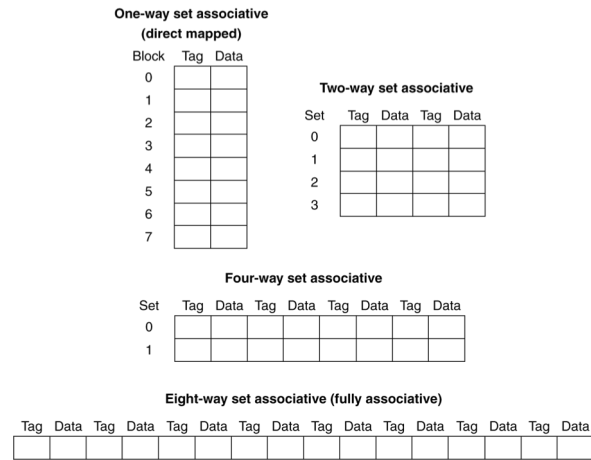 One-way set associative
(direct mapped)
Block Tag Data
0
1
2
3
4
5
6
7
Two-way set associative
Set Tag Data Tag Data
0
1
2
3
Four-way set associative
Set Tag Data Tag Data Tag Data Tag Data
0
1
Eight-way set associative (fully associative)
Tag Data Tag Data Tag Data Tag Data Tag Data Tag Data Tag Data Tag Data